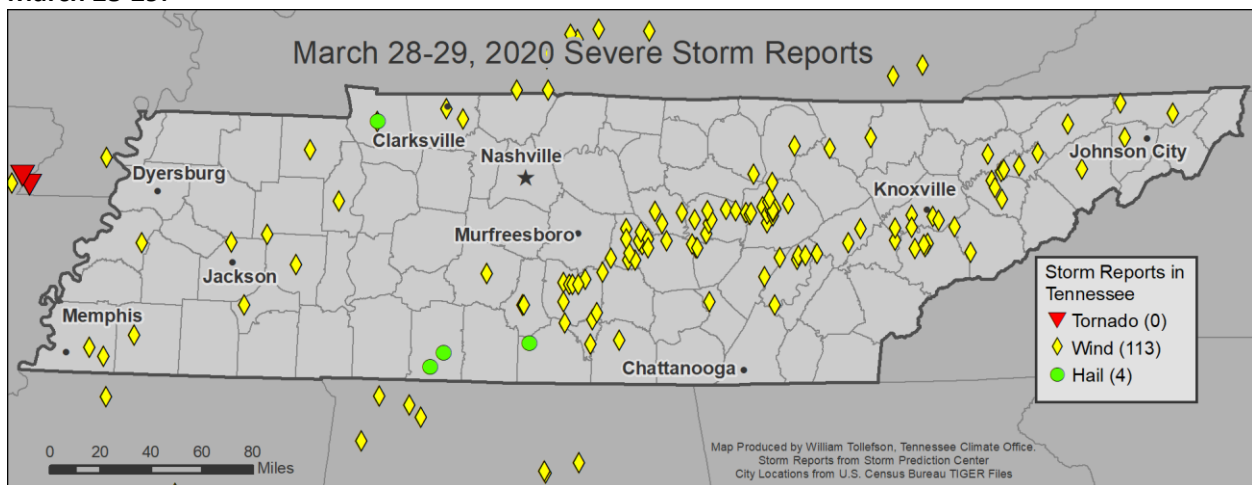 March 28-29, 2020 Severe Storm Reports
Clarksville
Nashville
Johnson City
Dyersburg
Knoxville
Murfreesboro
Jackson
Storm Reports in
Tennessee
Tornado (0)
Wind (113)
Hail (4)
Memphis
Chattanooga
0 20 40 60 80
Miles
Map Produced by William Tollefson, Tennessee Climate Office.
Storm Reports from Storm Prediction Center
City Locations from U.S. Census Bureau TIGER Files